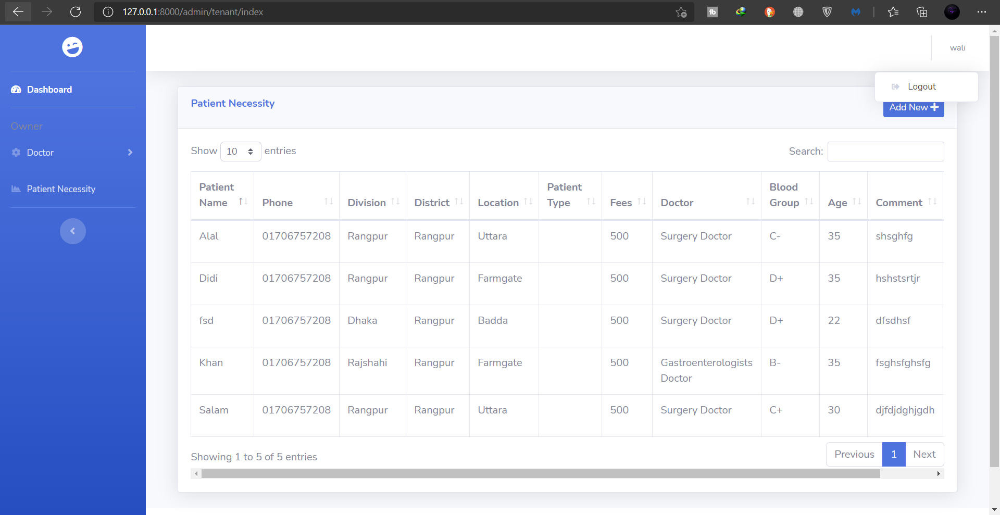 127.0.0.1:8000/admin/tenant/index
1b
wali
Logout
Dashboard
Owner
Doctor
Patient Necessity
Patient Necessity
Add New
Show 10 entries
Search:
Patient Name Phone Division District Location Patient Type Fees Doctor Blood Group Age Comment
Alal 01706757208 Rangpur Rangpur Uttara 500 Surgery Doctor C- 35 shsghfg
Didi 01706757208 Rangpur Rangpur Farmgate 500 Surgery Doctor D+ 35 hshstsrtjr
fsd 01706757208 Dhaka Rangpur Badda 500 Surgery Doctor D+ 22 dfsdhsf
Khan 01706757208 Rajshahi Rangpur Farmgate 500 Gastroenterologists Doctor B- 35 fsghsfghsfg
Salam 01706757208 Rangpur Rangpur Uttara 500 Surgery Doctor C+ 30 djfdjdghjgdh
Showing 1 to 5 of 5 entries
Previous 1 Next